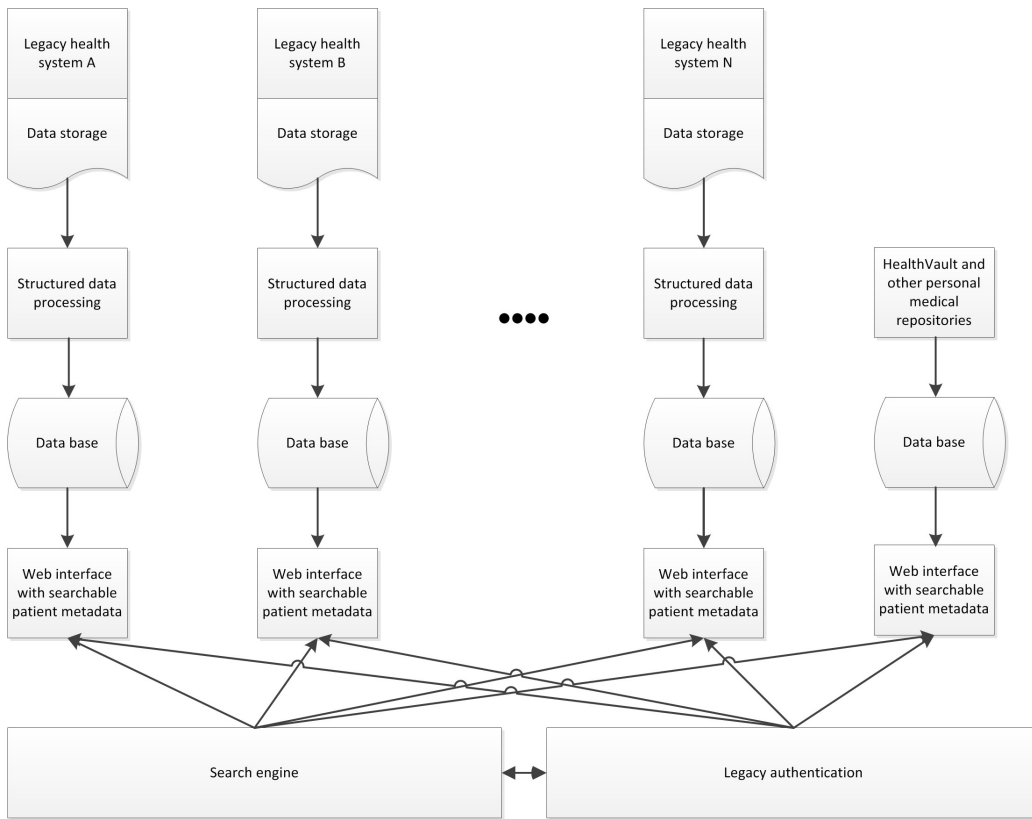 Legacy health
system A
Legacy health
system B
Legacy health
system N
Data storage
Data storage
Data storage
Structured data
processing
Structured data
processing
Structured data
processing
HealthVault and
other personal
medical
repositories
Data base
Data base
Data base
Data base
Web interface
with searchable
patient metadata
Web interface
with searchable
patient metadata
Web interface
with searchable
patient metadata
Web interface
with searchable
patient metadata
Search engine
Legacy authentication